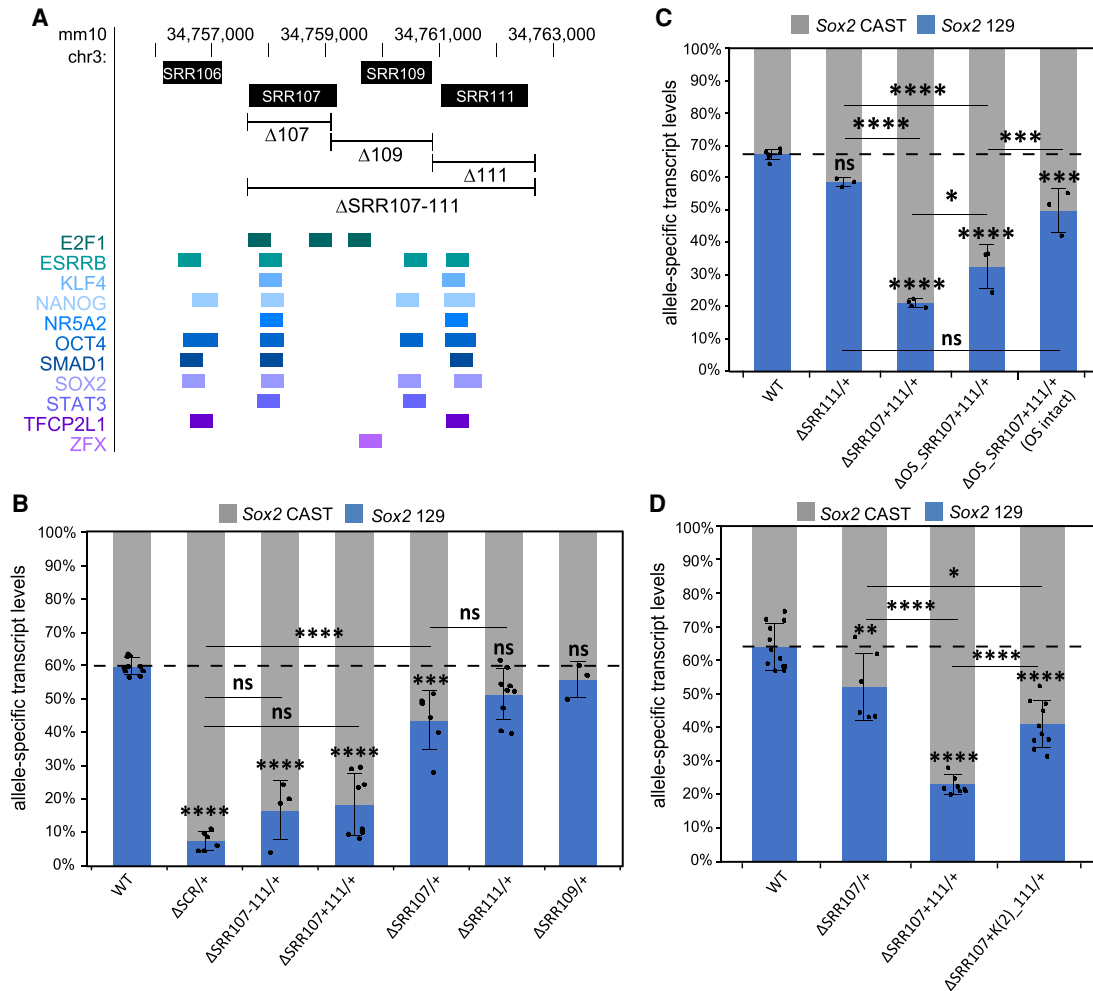 A
mm10
34,757,000 34,759,000 34,761,000 34,763,000
chr3:
SRR106
SRR109
SRR107
SRR111
Δ107
Δ109
Δ111
ΔSRR107-111
E2F1
ESRRB
KLF4
NANOG
NR5A2
OCT4
SMAD1
SOX2
STAT3
TFCP2L1
ZFX
B
Sox2 CAST Sox2 129
allele-specific transcript levels
100%
90%
80%
70%
60%
50%
40%
30%
20%
10%
0%
ns
ns
****
ns
****
****
****
***
ns
ns
WT
ΔSCR/+
ΔSRR107-111/+
ΔSRR107+111/+
ΔSRR107/+
ΔSRR111/+
ΔSRR109/+
C
Sox2 CAST
Sox2 129
allele-specific transcript levels
100%
90%
80%
70%
60%
50%
40%
30%
20%
10%
0%
****
****
***
ns
***
*
****
****
ns
WT
ΔSRR111/+
ΔSRR107+111/+
ΔOS_SRR107+111/+
ΔOS_SRR107+111/+
(OS intact)
D
Sox2 CAST Sox2 129
allele-specific transcript levels
100%
90%
80%
70%
60%
50%
40%
30%
20%
10%
0%
*
****
**
****
****
****
WT
ΔSRR107/+
ΔSRR107+111/+
ΔSRR107+K(2)_111/+